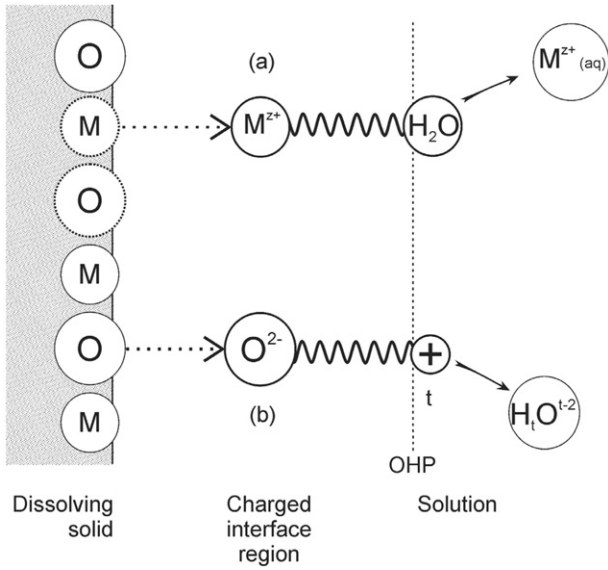 O
(a)
M^{z+} (aq)
M
M^{z+}
H₂O
O
M
O
O^{2-}
+
(b)
t
H_tO^{t-2}
M
OHP
Dissolving
solid
Charged
interface
region
Solution